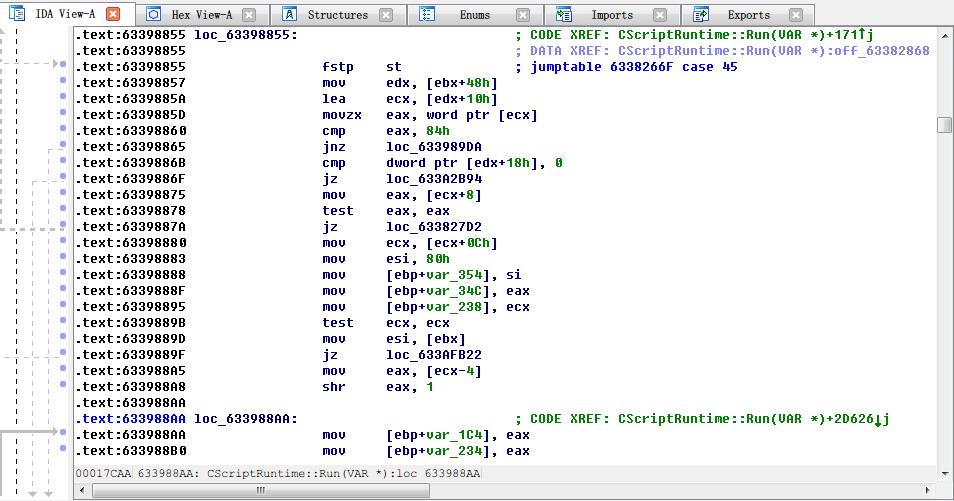 IDA View-A Hex View-A Structures Enums Imports Exports
.text:63398855 loc_63398855: ; CODE XREF: CScriptRuntime::Run(VAR *)+171↑j
.text:63398855 ; DATA XREF: CScriptRuntime::Run(VAR *):off_63382868
.text:63398855 fstp st ; jumptable 6338266F case 45
.text:63398857 mov edx, [ebx+48h]
.text:6339885A lea ecx, [edx+10h]
.text:6339885D movzx eax, word ptr [ecx]
.text:63398860 cmp eax, 84h
.text:63398865 jnz loc_633989DA
.text:6339886B cmp dword ptr [edx+18h], 0
.text:6339886F jz loc_633A2B94
.text:63398875 mov eax, [ecx+8]
.text:63398878 test eax, eax
.text:6339887A jz loc_633827D2
.text:63398880 mov ecx, [ecx+0Ch]
.text:63398883 mov esi, 80h
.text:63398888 mov [ebp+var_354], si
.text:6339888F mov [ebp+var_34C], eax
.text:63398895 mov [ebp+var_238], ecx
.text:6339889B test ecx, ecx
.text:6339889D mov esi, [ebx]
.text:6339889F jz loc_633AFB22
.text:633988A5 mov eax, [ecx-4]
.text:633988A8 shr eax, 1
.text:633988AA
.text:633988AA loc_633988AA: ; CODE XREF: CScriptRuntime::Run(VAR *)+2D626↓j
.text:633988AA mov [ebp+var_1C4], eax
.text:633988B0 mov [ebp+var_234], eax
00017CAA 633988AA: CScriptRuntime::Run(VAR *):loc 633988AA